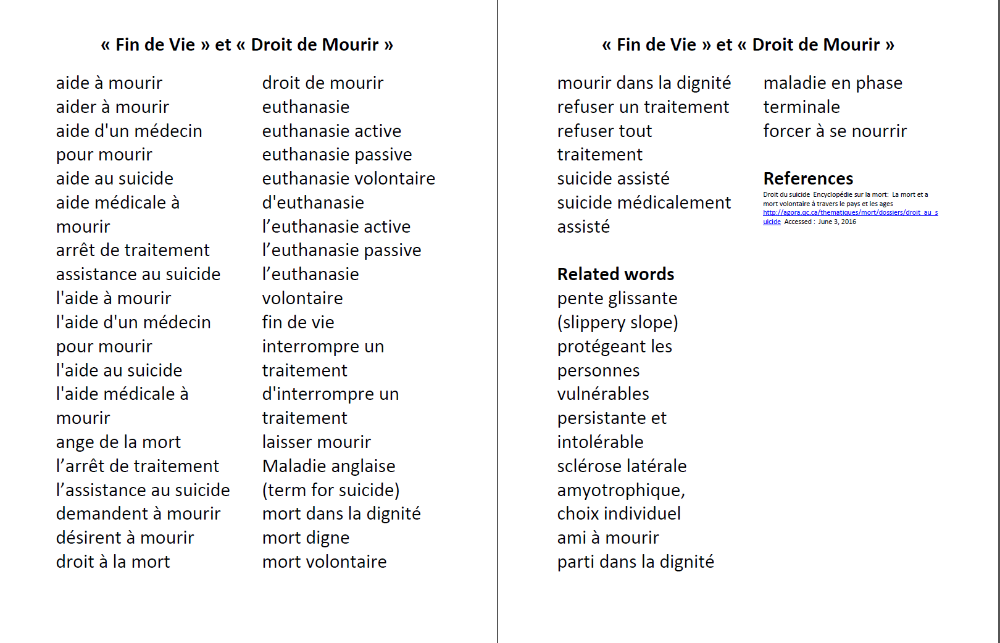 « Fin de Vie » et « Droit de Mourir »
aide à mourir
aider à mourir
aide d'un médecin
pour mourir
aide au suicide
aide médicale à
mourir
arrêt de traitement
assistance au suicide
l'aide à mourir
l'aide d'un médecin
pour mourir
l'aide au suicide
l'aide médicale à
mourir
ange de la mort
l’arrêt de traitement
l’assistance au suicide
demandent à mourir
désirent à mourir
droit à la mort
droit de mourir
euthanasie
euthanasie active
euthanasie passive
euthanasie volontaire
d'euthanasie
l’euthanasie active
l’euthanasie passive
l’euthanasie
volontaire
fin de vie
interrompre un
traitement
d'interrompre un
traitement
laisser mourir
Maladie anglaise
(term for suicide)
mort dans la dignité
mort digne
mort volontaire
« Fin de Vie » et « Droit de Mourir »
mourir dans la dignité
refuser un traitement
refuser tout
traitement
suicide assisté
suicide médicalement
assisté
Related words
pente glissante
(slippery slope)
protégeant les
personnes
vulnérables
persistante et
intolérable
sclérose latérale
amyotrophique,
choix individuel
ami à mourir
parti dans la dignité
maladie en phase
terminale
forcer à se nourrir
References
Droit du suicide  Encyclopédie sur la mort:  La mort et a
mort volontaire à travers le pays et les ages
http://agora.qc.ca/thematiques/mort/dossiers/droit_au_s
uicide  Accessed :  June 3, 2016